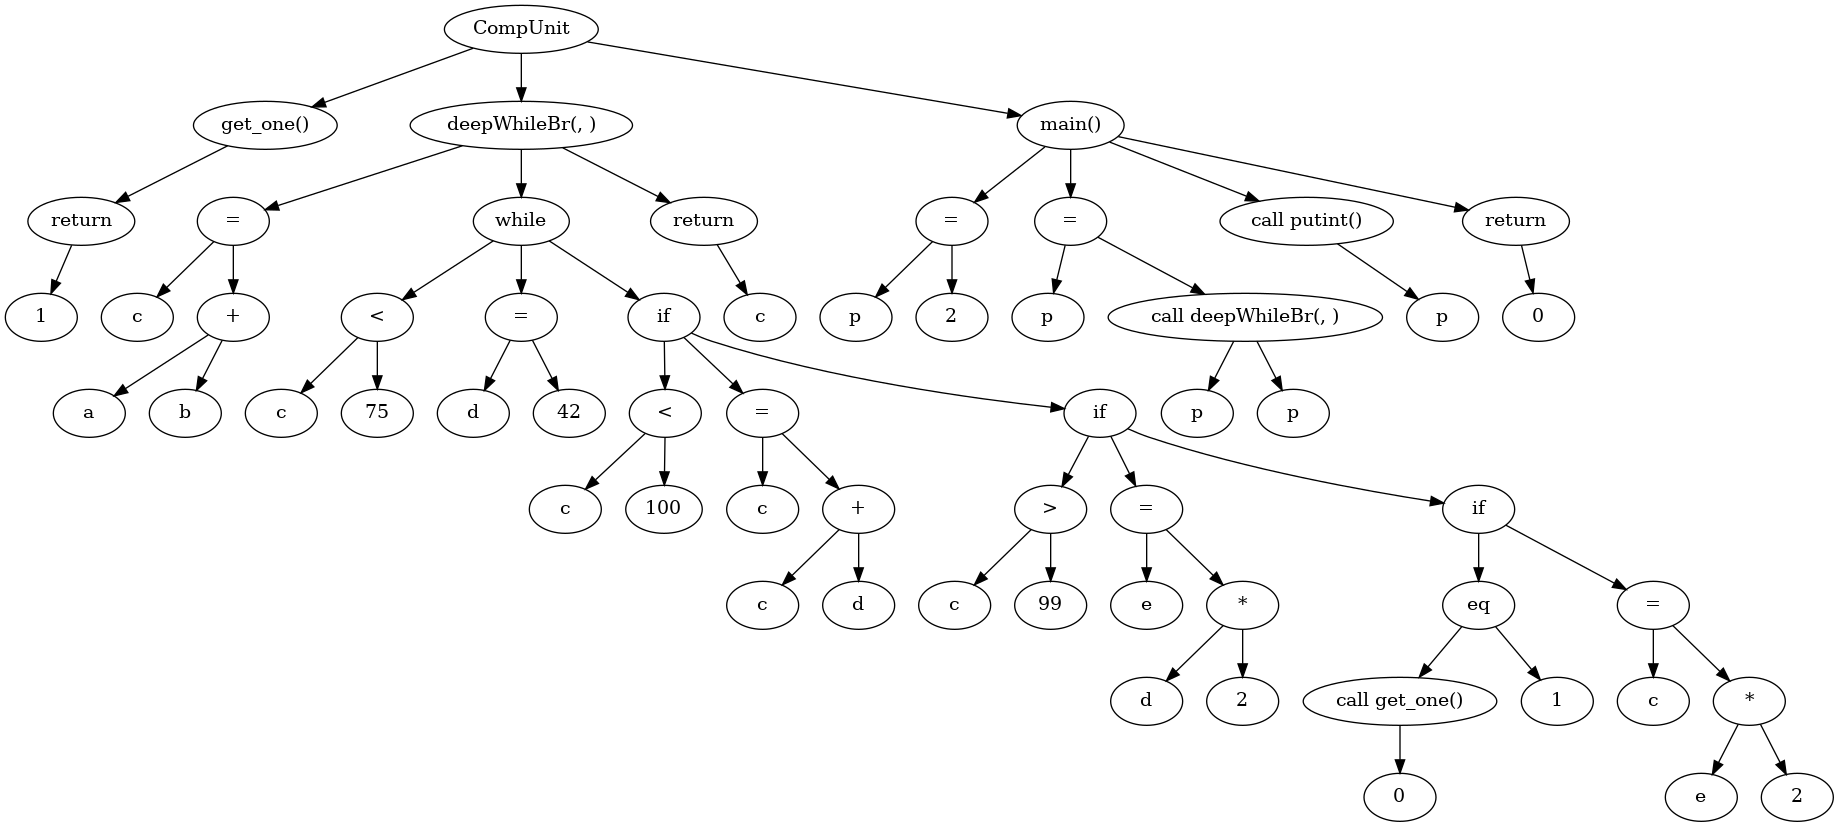 CompUnit
get_one()
deepWhileBr(, )
main()
return
=
while
return
=
=
call putint()
return
1
c
+
<
=
if
c
p
2
p
call deepWhileBr(, )
p
0
a
b
c
75
d
42
<
=
if
p
p
c
100
c
+
>
=
if
c
d
c
99
e
*
eq
=
d
2
call get_one()
1
c
*
0
e
2